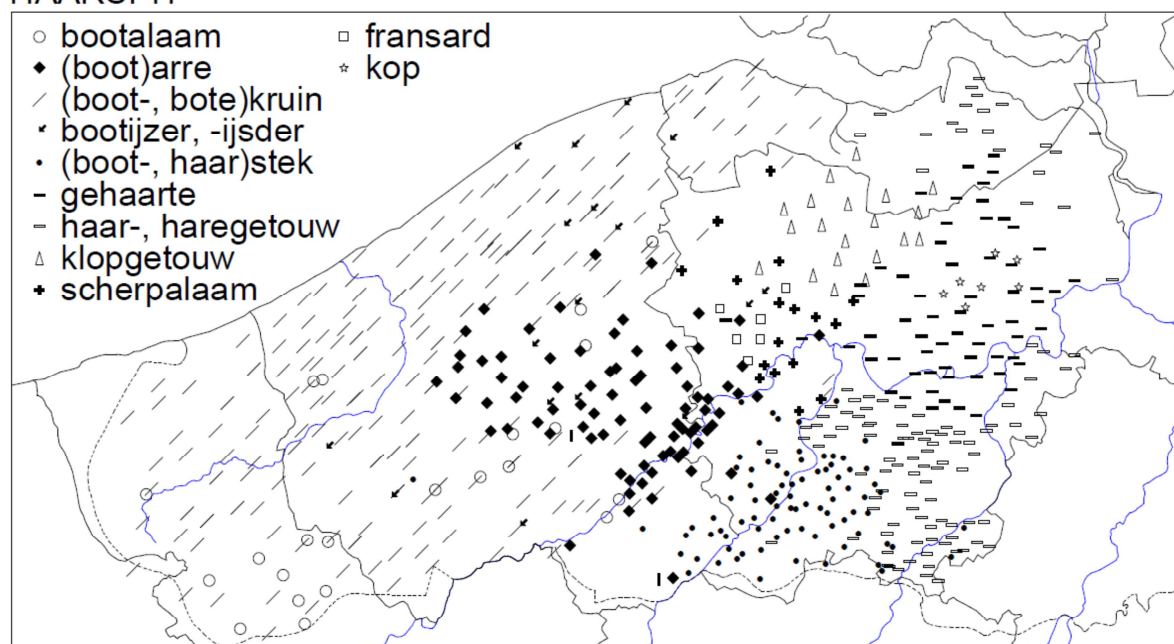 bootalaam
(boot)arre
(boot-, bote)kruin
bootijzer, -ijsder
(boot-, haar)stek
gehaarte
haar-, haregetouw
klopgetouw
scherpalaam
fransard
kop